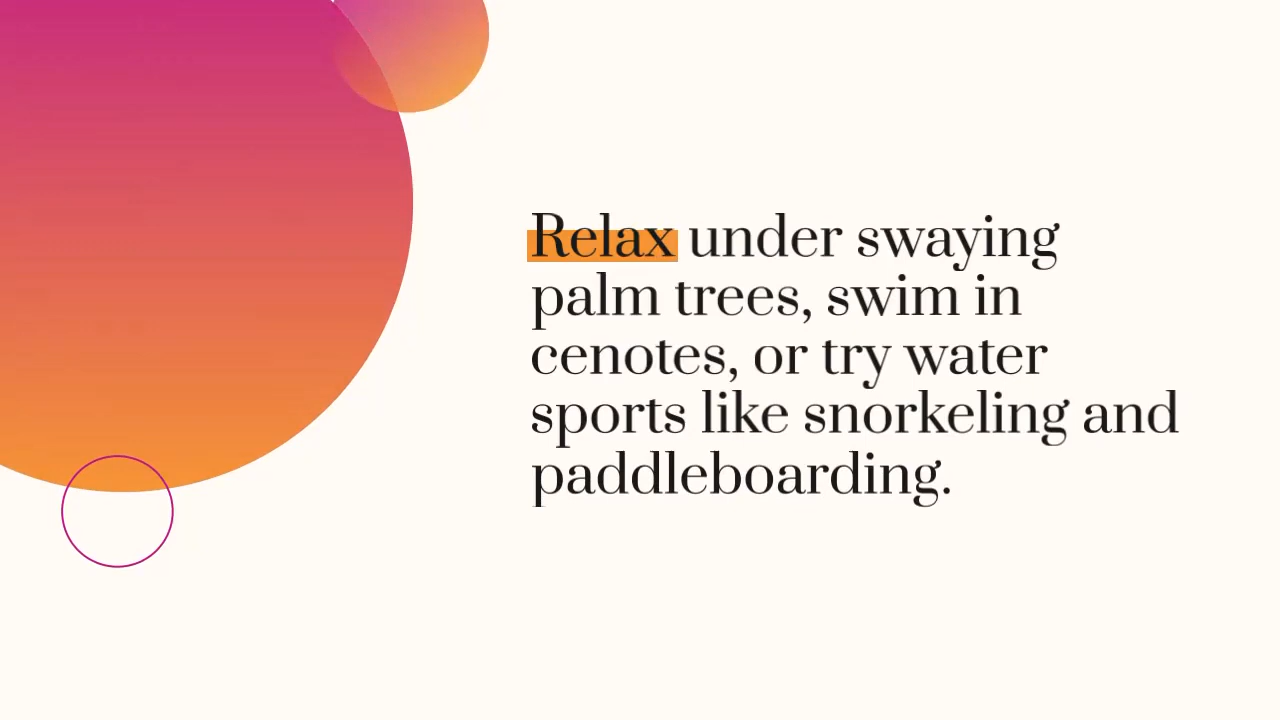 Relax under swaying
palm trees, swim in
cenotes, or try water
sports like snorkeling and
paddleboarding.